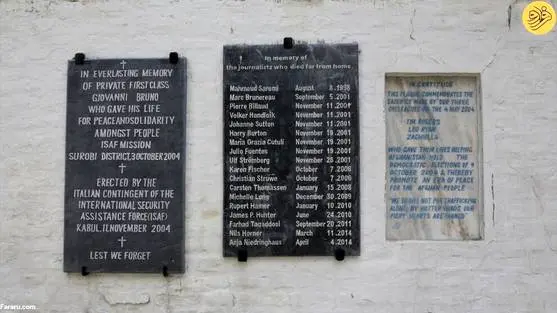 IN EVERLASTING MEMORY
OF PRIVATE FIRST CLASS
GIOVANNI BRUNO
WHO GAVE HIS LIFE
FOR PEACE AND SOLIDARITY
AMONGST PEOPLE
ISAF MISSION
SUROBI DISTRICT, 3 OCTOBER 2004
ERECTED BY THE
ITALIAN CONTINGENT OF THE
INTERNATIONAL SECURITY
ASSISTANCE FORCE (ISAF)
KABUL, 11. NOVEMBER 2004
LEST WE FORGET
In memory of
the journalists who died far from home
Mahmoud Saremi August 8 .1998
Marc Brunereau September 5 .2001
Pierre Billaud November 11 .2001
Volker Handloik November 11 .2001
Johanne Sutton November 11 .2001
Harry Burton November 19 .2001
Maria Grazia Cutuli November 19 .2001
Julio Fuentes November 19 .2001
Ulf Strömberg November 26 .2001
Karen Fischer October 7 .2006
Christian Struwe October 7 .2006
Carsten Thomassen January 15 .2008
Michelle Lang December 30 .2009
Rupert Hamer January 10 .2010
James P. Hunter June 24 .2010
Farhad Taqaddosi September 20 .2011
Nils Horner March 11 .2014
Anja Niedringhaus April 4 .2014
IN GRATITUDE
THIS PLAQUE COMMEMORATES THE
SACRIFICE MADE BY OUR THREE
COLLEAGUES ON THE 4 MAY 2004
TIM ROGERS
LEO RYAN
WHO GAVE THEIR LIVES HELPING
AFGHANISTAN HOLD THE
DEMOCRATIC ELECTIONS OF 9
OCTOBER 2004 & THEREBY
PROMOTE AN ERA OF PEACE
FOR THE AFGHAN PEOPLE
Fararu.com